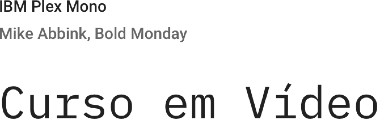 IBM Plex Mono
Mike Abbink, Bold Monday
Curso em Vídeo